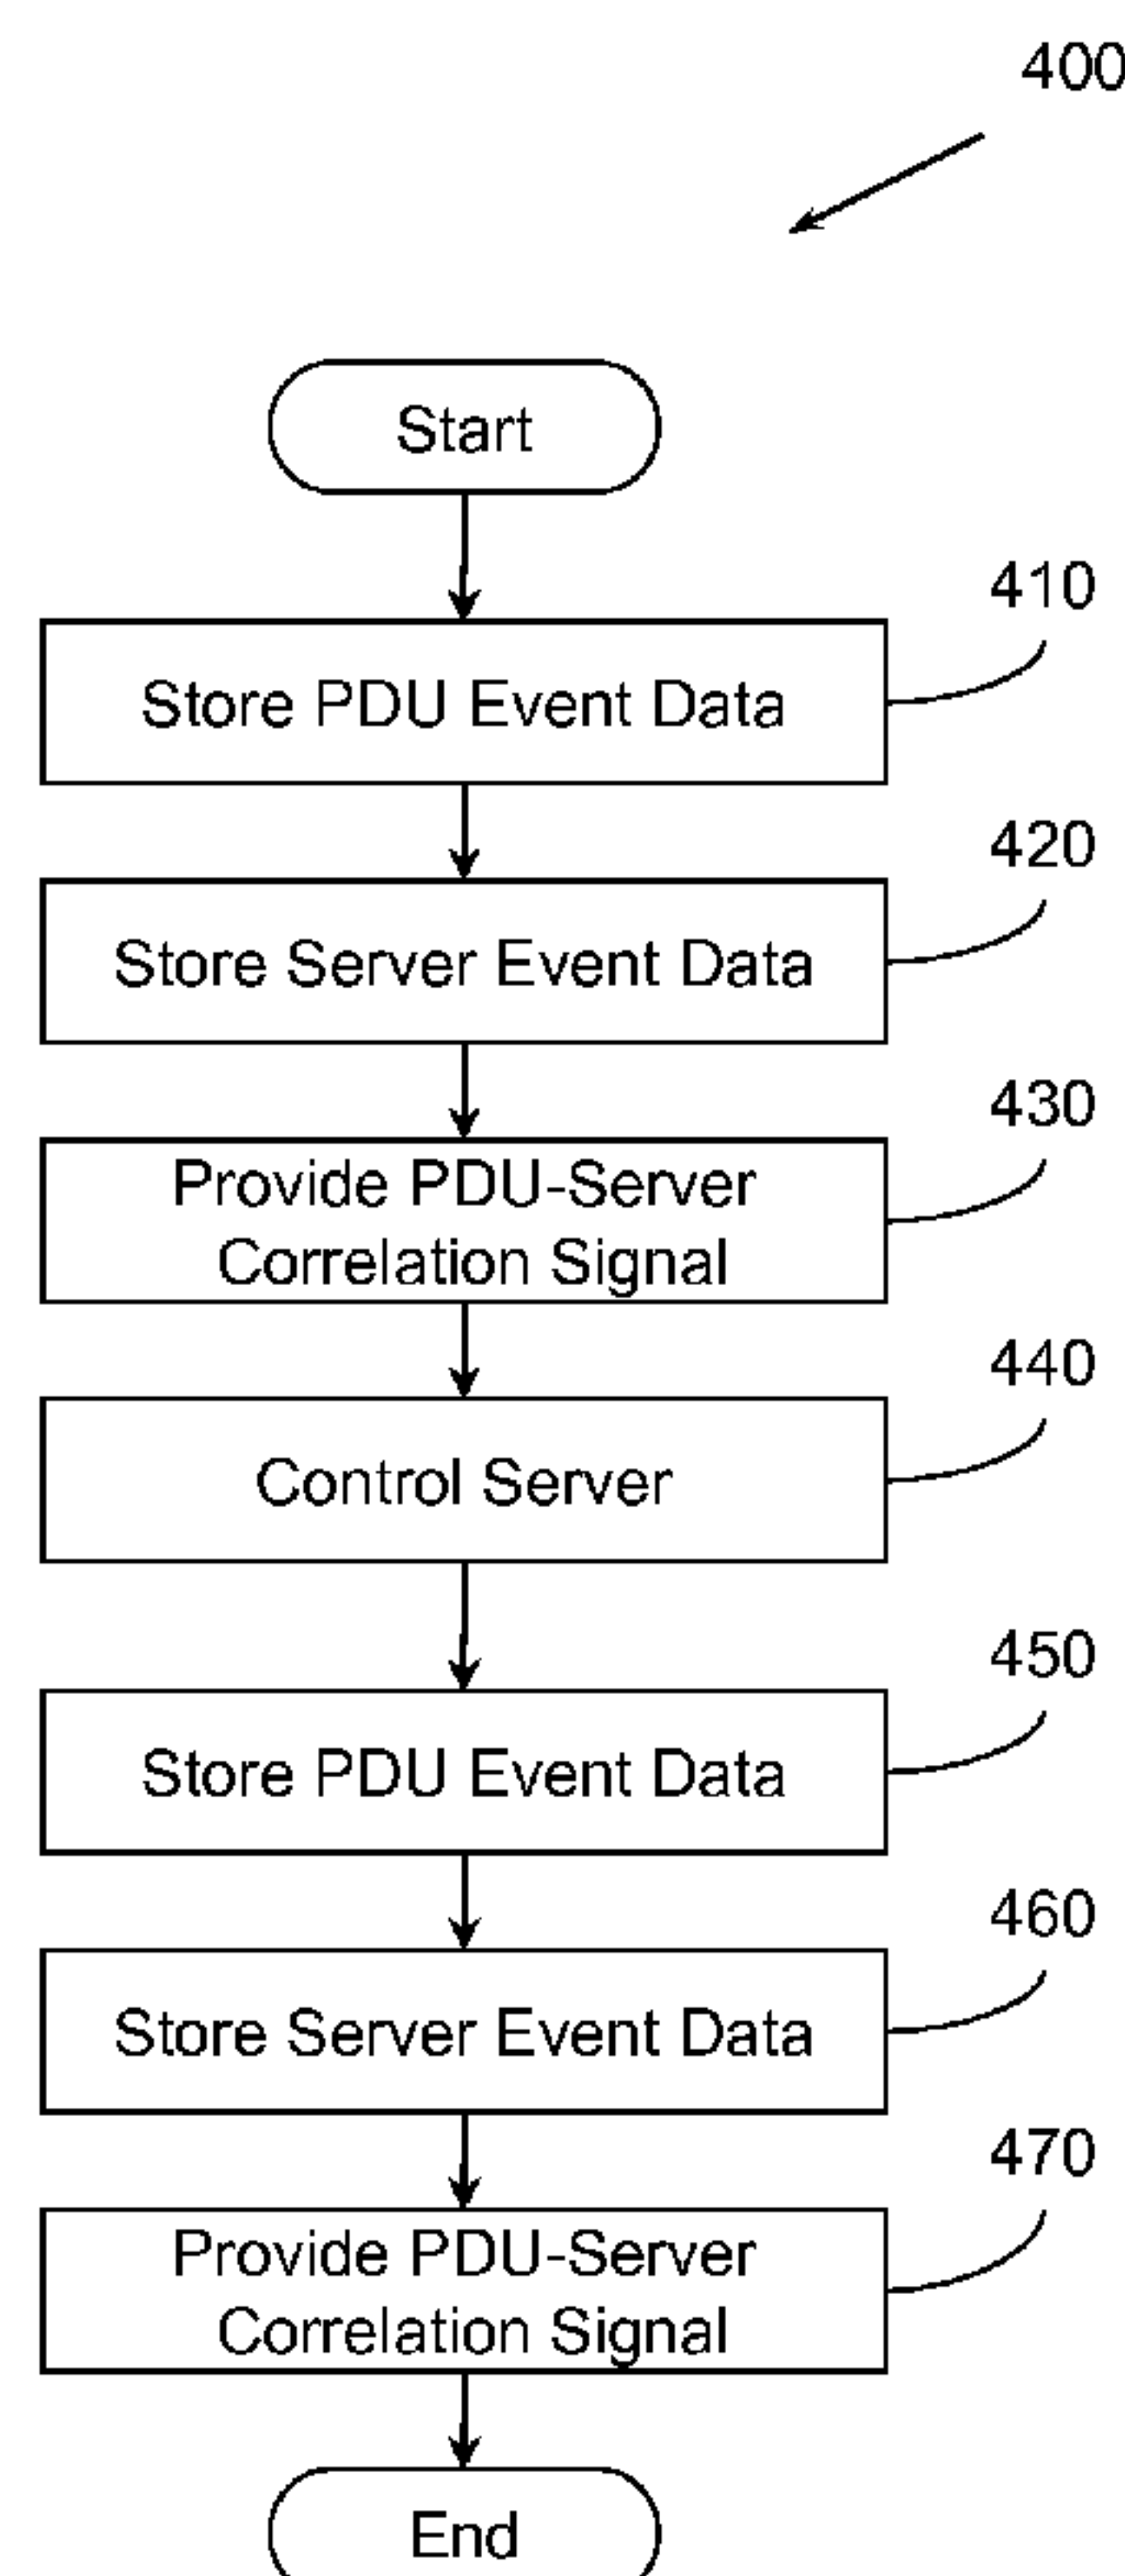 400
Start
410
Store PDU Event Data
420
Store Server Event Data
430
Provide PDU-Server
Correlation Signal
440
Control Server
450
Store PDU Event Data
460
Store Server Event Data
470
Provide PDU-Server
Correlation Signal
End